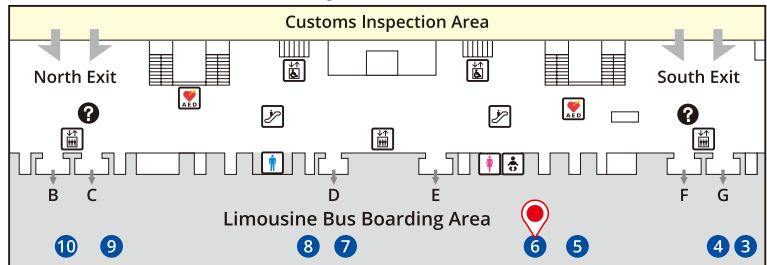 Customs Inspection Area
North Exit
South Exit
AED
AED
?
?
B
C
D
E
F
G
Limousine Bus Boarding Area
10
9
8
7
6
5
4
3